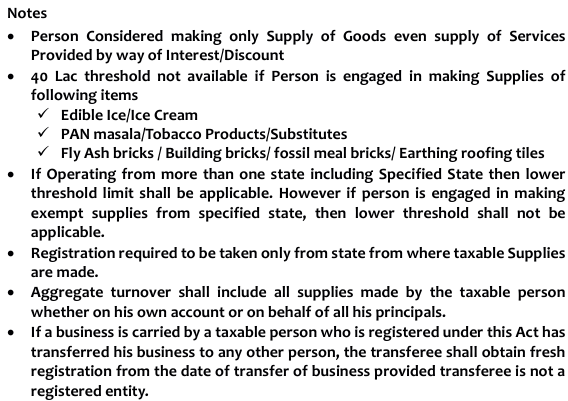 Notes
• Person Considered making only Supply of Goods even supply of Services
Provided by way of Interest/Discount
• 40 Lac threshold not available if Person is engaged in making Supplies of
following items
✓ Edible Ice/Ice Cream
✓ PAN masala/Tobacco Products/Substitutes
✓ Fly Ash bricks / Building bricks/ fossil meal bricks/ Earthing roofing tiles
• If Operating from more than one state including Specified State then lower
threshold limit shall be applicable. However if person is engaged in making
exempt supplies from specified state, then lower threshold shall not be
applicable.
• Registration required to be taken only from state from where taxable Supplies
are made.
• Aggregate turnover shall include all supplies made by the taxable person
whether on his own account or on behalf of all his principals.
• If a business is carried by a taxable person who is registered under this Act has
transferred his business to any other person, the transferee shall obtain fresh
registration from the date of transfer of business provided transferee is not a
registered entity.